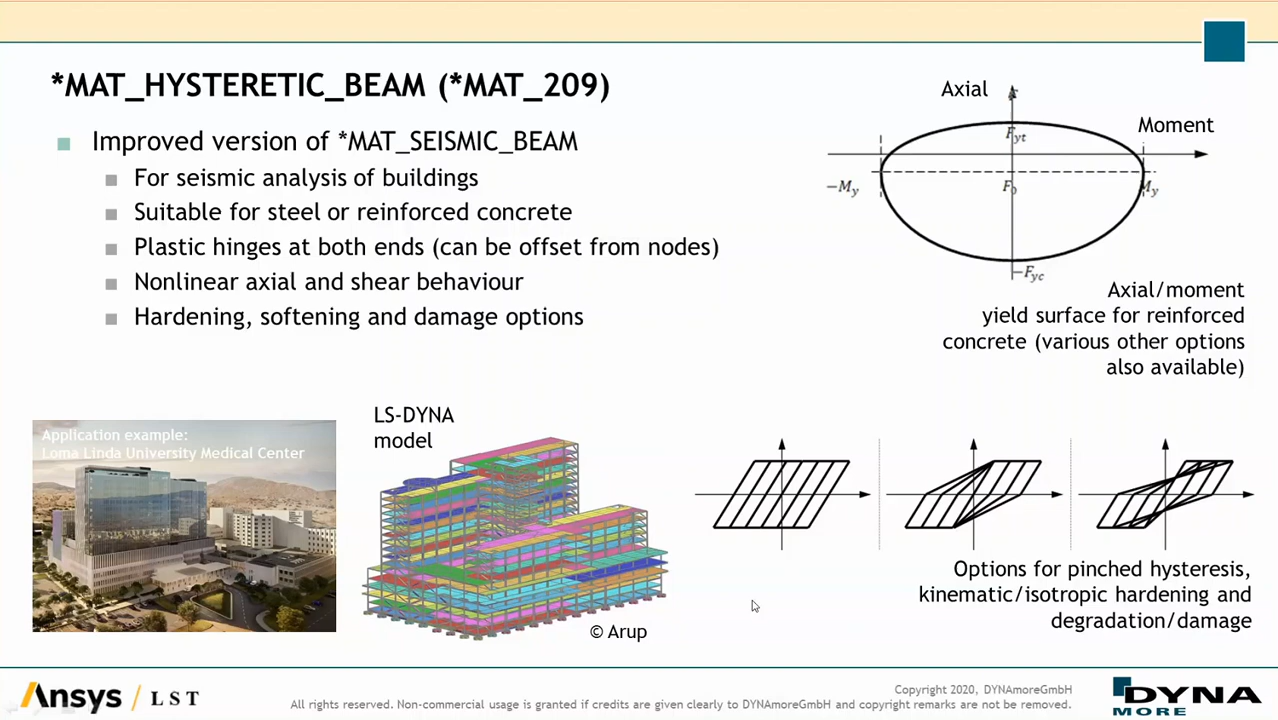 *MAT_HYSTERETIC_BEAM (*MAT_209)
Improved version of *MAT_SEISMIC_BEAM
For seismic analysis of buildings
Suitable for steel or reinforced concrete
Plastic hinges at both ends (can be offset from nodes)
Nonlinear axial and shear behaviour
Hardening, softening and damage options
Axial
Moment
Fyt
−My
F0
My
−Fyc
Axial/moment
yield surface for reinforced
concrete (various other options
also available)
Application example:
Loma Linda University Medical Center
LS-DYNA
model
© Arup
Options for pinched hysteresis,
kinematic/isotropic hardening and
degradation/damage
Ansys / LST
Copyright 2020, DYNAmoreGmbH
All rights reserved. Non-commercial usage is granted if credits are given clearly to DYNAmoreGmbH and copyright remarks are not be removed.
DYNA
MORE